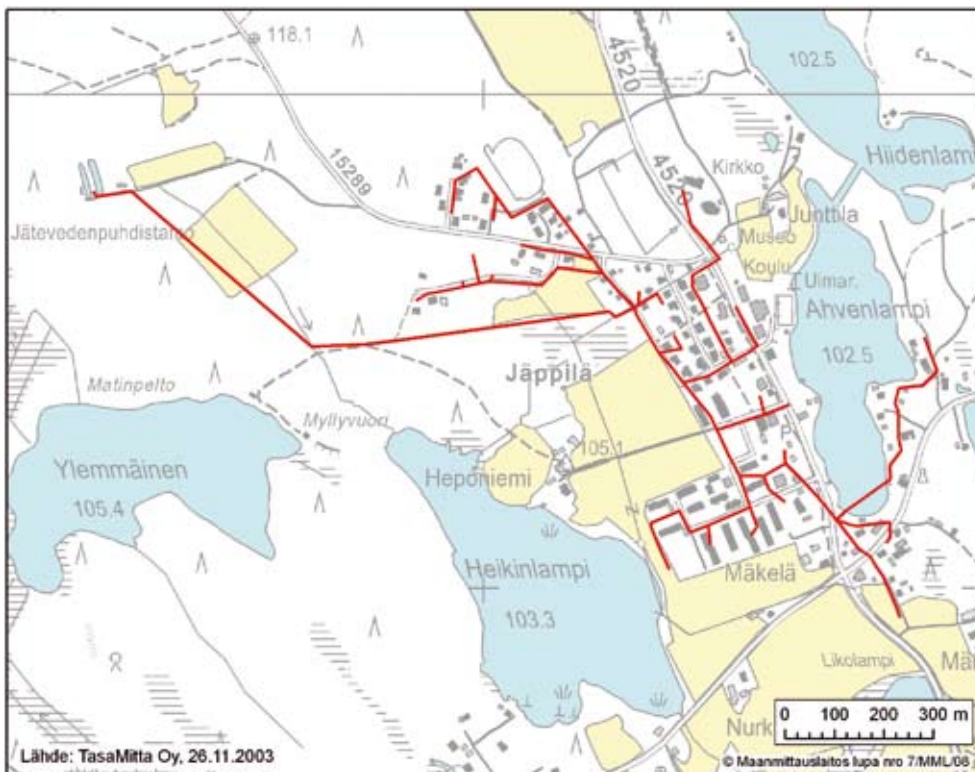 118.1
4520
102.5
15289
Kirkko
Hiidenlam
4520
Jätevedenpuhdistamo
Junttila
Museo
Koulu
Uimar.
Ahvenlampi
102.5
Jäppilä
Matinpelto
Myllyvuori
105.1
P
Ylemmäinen
105.4
Heponiemi
Heikinlampi
103.3
Mäkelä
Likolampi
Mä
Nurk
0 100 200 300 m
Lähde: TasaMitta Oy, 26.11.2003
© Maanmittauslaitos lupa nro 7/MML/08